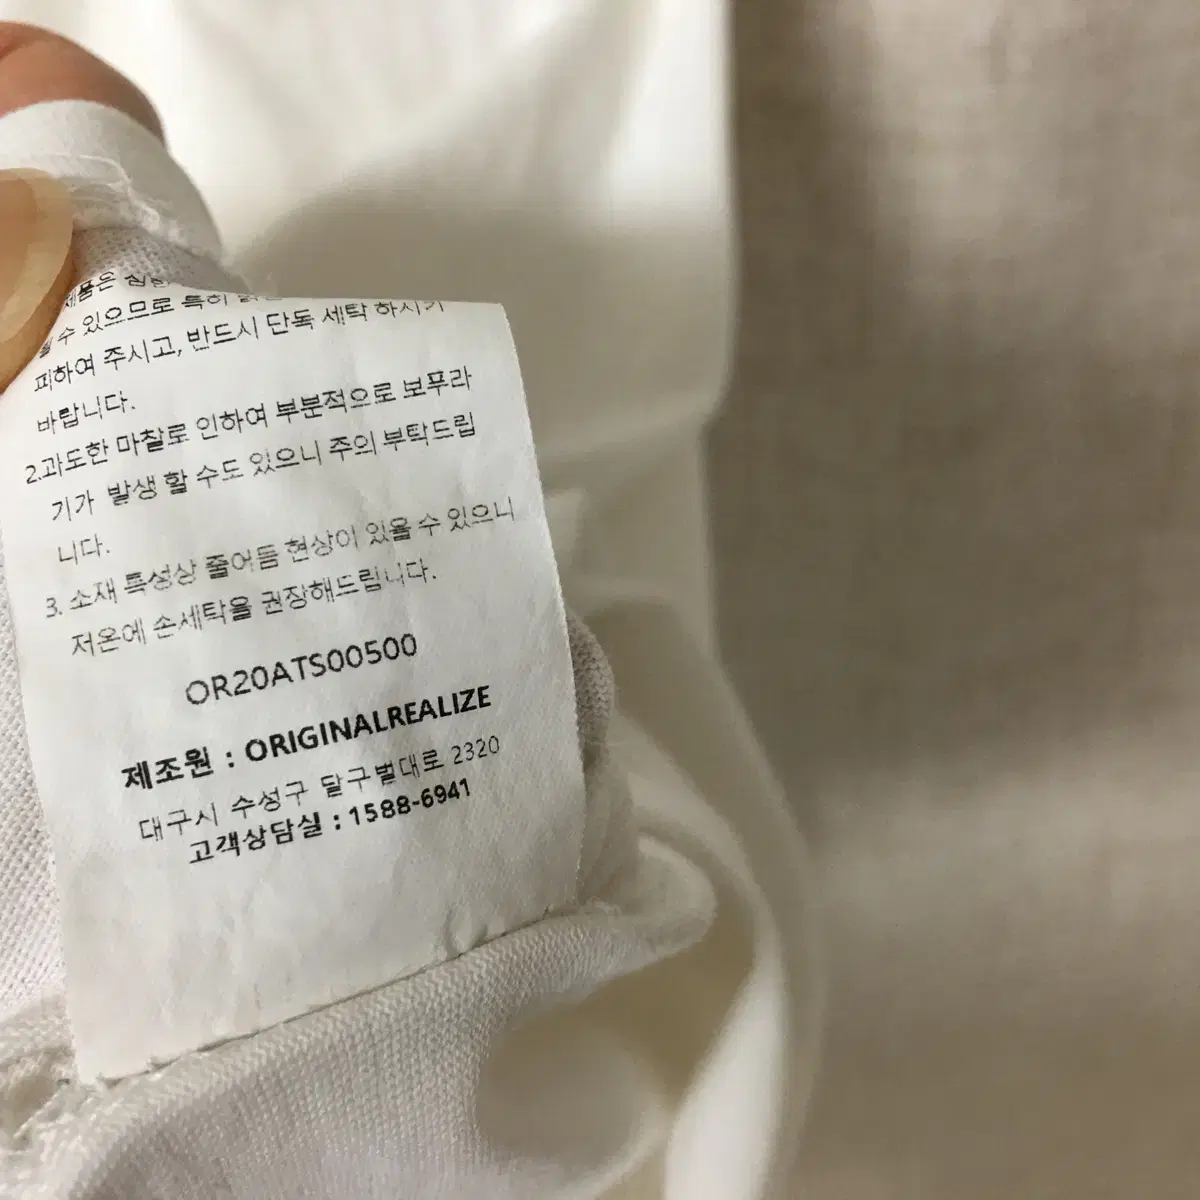 제품은
수 있으므로 특히
피하여 주시고, 반드시 단독 세탁 하시기
바랍니다.
2.과도한 마찰로 인하여 부분적으로 보푸라
기가 발생 할 수도 있으니 주의 부탁드립
니다.
3. 소재 특성상 줄어듬 현상이 있을 수 있으니
저온에 손세탁을 권장해드립니다.
OR20ATS00500
제조원 : ORIGINALREALIZE
대구시 수성구 달구벌대로 2320
고객상담실 : 1588-6941